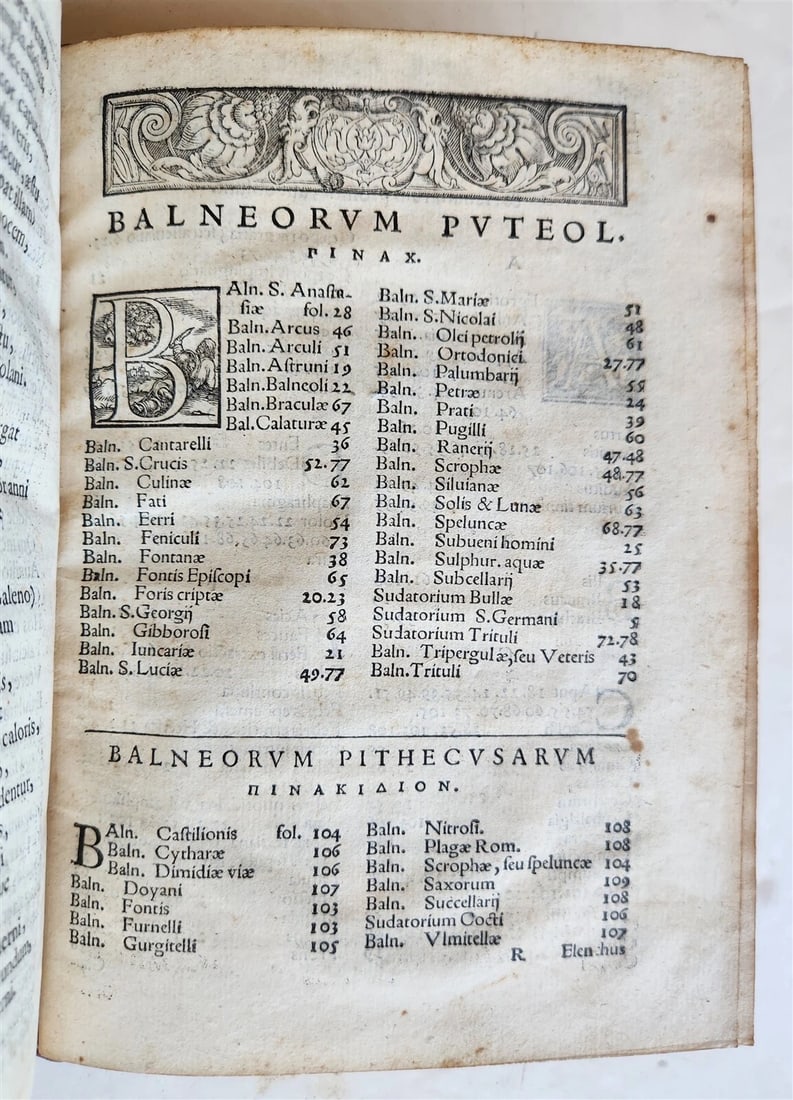 BALNEORVM PVTEOL.
ΠΙΝΑΧ.
BAln. S. Anasta-
siæ fol. 28
Baln. Arcus 46
Baln. Arculi 51
Baln. Astruni 19
Baln. Balneoli 22
Baln. Braculæ 67
Bal. Calaturæ 45
Baln. Cantarelli 36
Baln. S. Crucis 52.77
Baln. Culinæ 62
Baln. Fati 67
Baln. Eerri 54
Baln. Feniculi 73
Baln. Fontanæ 38
Baln. Fontis Episcopi 65
Baln. Foris criptæ 20.23
Baln. S. Georgij 58
Baln. Gibborosi 64
Baln. Iuncariæ 21
Baln. S. Luciæ 49.77
Baln. S. Mariæ 51
Baln. S. Nicolai 48
Baln. Olei petrolij 61
Baln. Ortodonici 27.77
Baln. Palumbarij 55
Baln. Petræ 24
Baln. Prati 39
Baln. Pugilli 60
Baln. Ranerij 47.48
Baln. Scrophæ 48.77
Baln. Siluianæ 56
Baln. Solis & Lunæ 63
Baln. Speluncæ 68.77
Baln. Subueni homini 25
Baln. Sulphur. aquæ 35.77
Baln. Subcellarij 53
Sudatorium Bullæ 18
Sudatorium S. Germani 5
Sudatorium Trituli 72.78
Baln. Tripergulæ, seu Veteris 43
Baln. Trituli 70
BALNEORVM PITHECVSARVM
ΠΙΝΑΚΙΔΙΟΝ.
BAln. Castilionis fol. 104
Baln. Cytharæ 106
Baln. Dimidiæ viæ 106
Baln. Doyani 107
Baln. Fontis 103
Baln. Furnelli 103
Baln. Gurgitelli 105
Baln. Nitrosi. 108
Baln. Plagæ Rom. 108
Baln. Scrophæ, seu speluncæ 104
Baln. Saxorum 109
Baln. Succellarij 108
Sudatorium Cocti 106
Baln. Vlmitellæ 107
R Elenchus